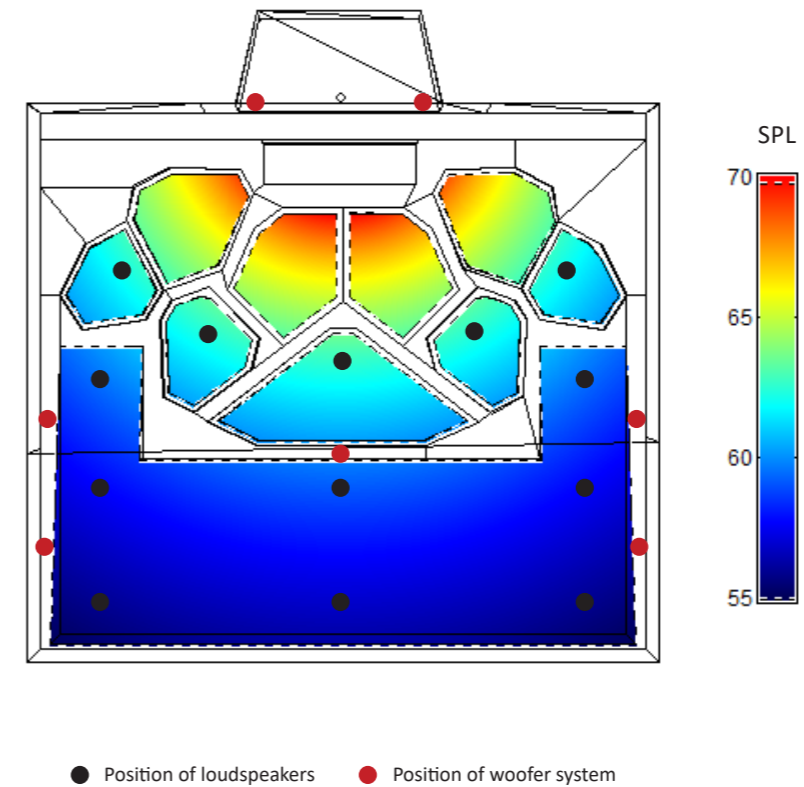 SPL
70
65
60
55
Position of loudspeakers
Position of woofer system